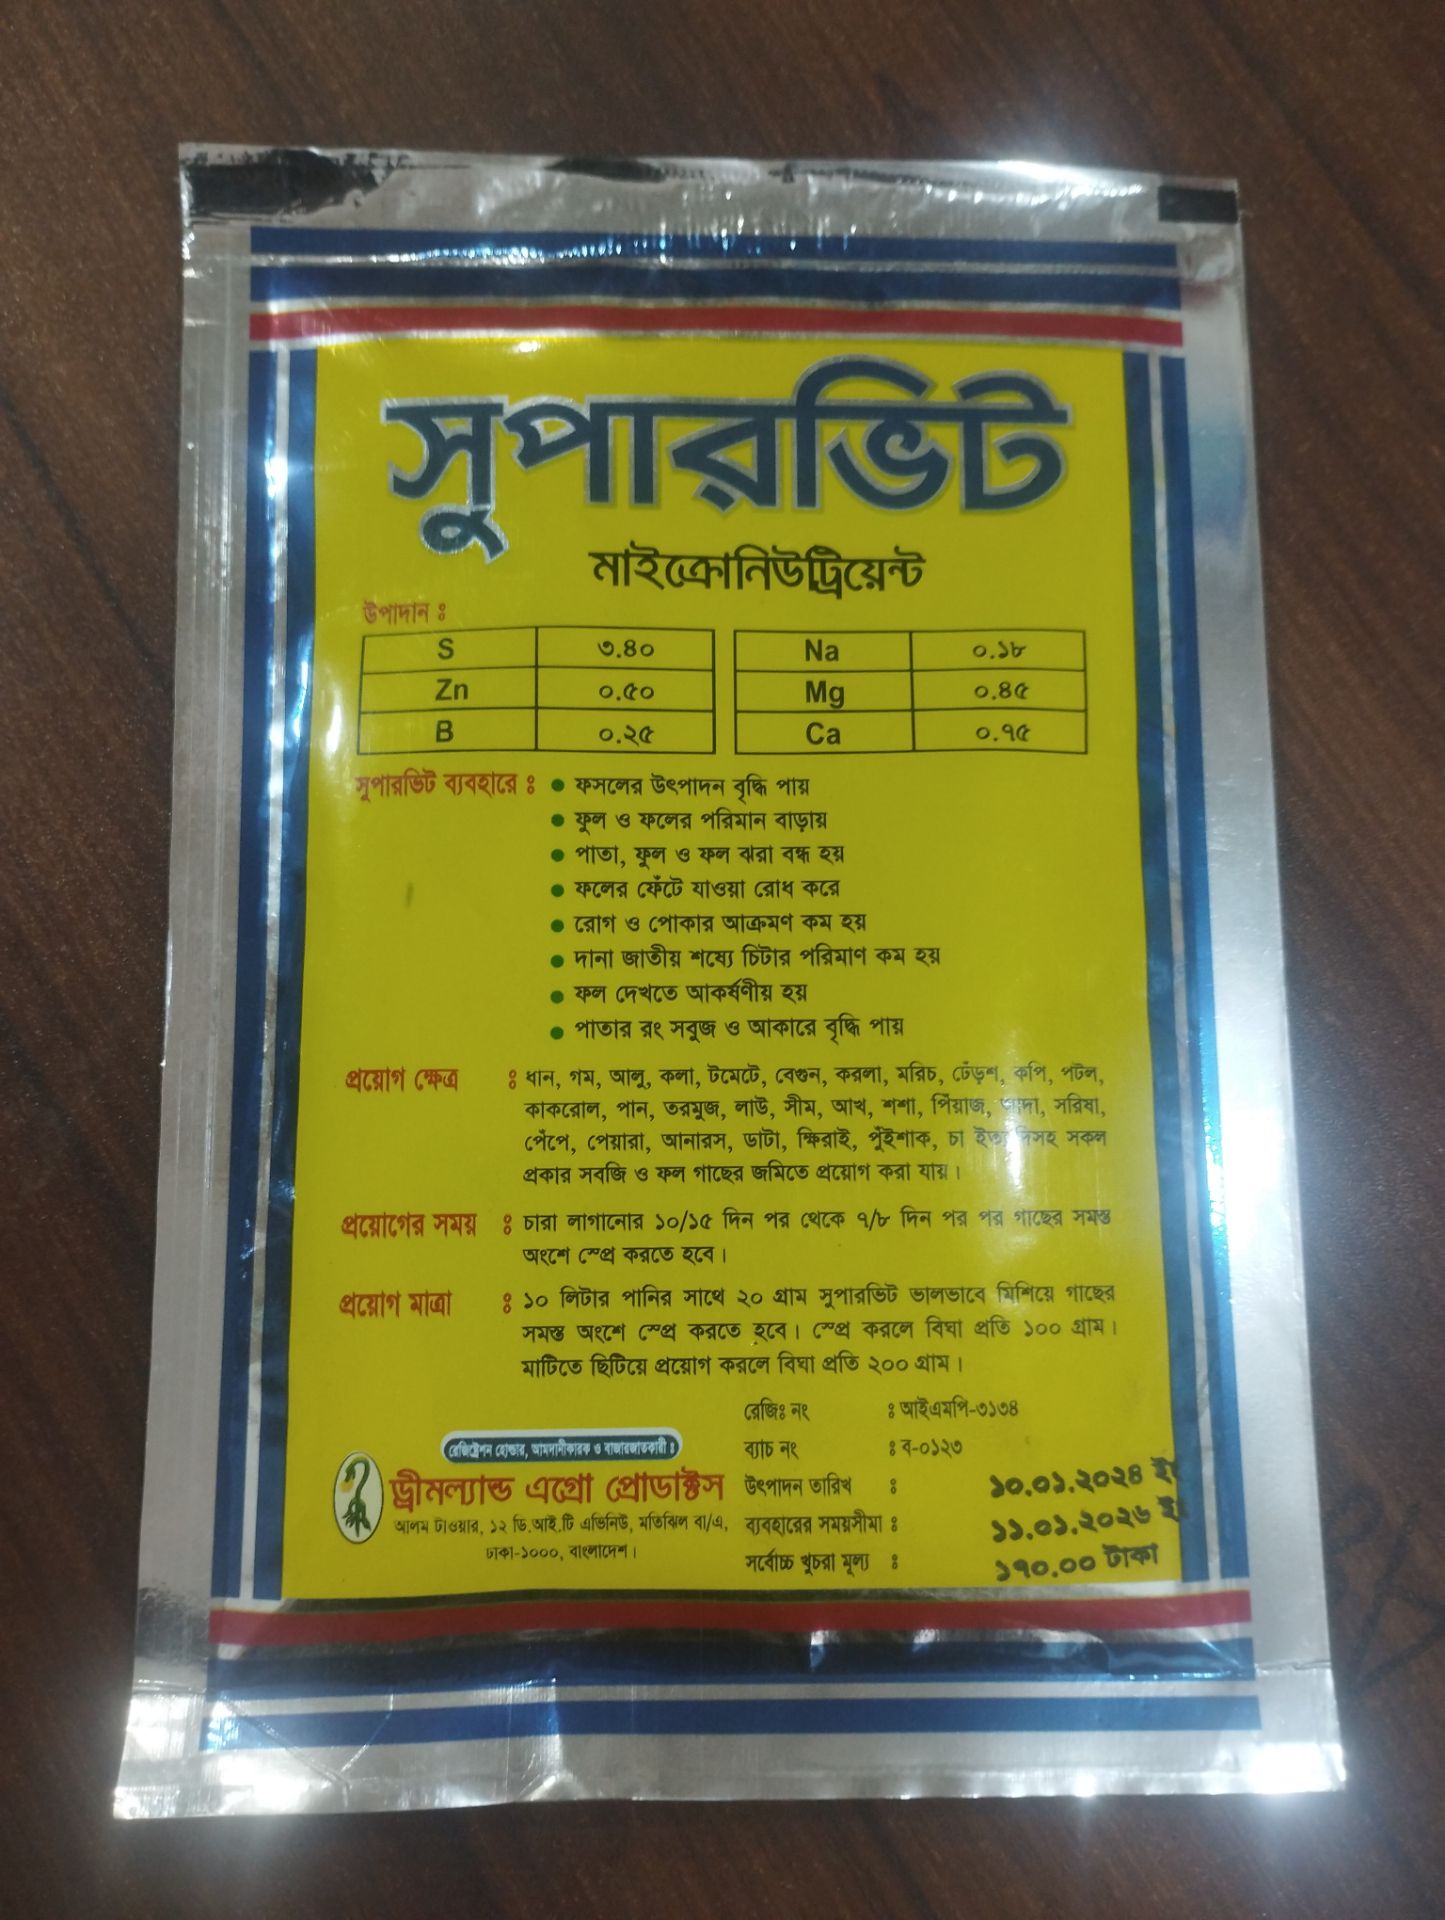 সুপারভিট
মাইক্রোনিউট্রিয়েন্ট
উপাদান ঃ
S ৩.৪০ Na ০.১৮
Zn ০.৫০ Mg ০.৪৫
B ০.২৫ Ca ০.৭৫
সুপারভিট ব্যবহারে ঃ ● ফসলের উৎপাদন বৃদ্ধি পায়
● ফুল ও ফলের পরিমান বাড়ায়
● পাতা, ফুল ও ফল ঝরা বন্ধ হয়
● ফলের ফেঁটে যাওয়া রোধ করে
● রোগ ও পোকার আক্রমণ কম হয়
● দানা জাতীয় শষ্যে চিটার পরিমাণ কম হয়
● ফল দেখতে আকর্ষণীয় হয়
● পাতার রং সবুজ ও আকারে বৃদ্ধি পায়
প্রয়োগ ক্ষেত্র ঃ ধান, গম, আলু, কলা, টমেটে, বেগুন, করলা, মরিচ, ঢেঁড়শ, কপি, পটল,
কাকরোল, পান, তরমুজ, লাউ, সীম, আখ, শশা, পিঁয়াজ, আদা, সরিষা,
পেঁপে, পেয়ারা, আনারস, ডাটা, ক্ষিরাই, পুঁইশাক, চা ইত্যাদিসহ সকল
প্রকার সবজি ও ফল গাছের জমিতে প্রয়োগ করা যায়।
প্রয়োগের সময় ঃ চারা লাগানোর ১০/১৫ দিন পর থেকে ৭/৮ দিন পর পর গাছের সমস্ত
অংশে স্প্রে করতে হবে।
প্রয়োগ মাত্রা ঃ ১০ লিটার পানির সাথে ২০ গ্রাম সুপারভিট ভালভাবে মিশিয়ে গাছের
সমস্ত অংশে স্প্রে করতে হবে। স্প্রে করলে বিঘা প্রতি ১০০ গ্রাম।
মাটিতে ছিটিয়ে প্রয়োগ করলে বিঘা প্রতি ২০০ গ্রাম।
রেজিষ্ট্রেশন হোল্ডার, আমদানীকারক ও বাজারজাতকারী ঃ
ড্রীমল্যান্ড এগ্রো প্রোডাক্টস
আলম টাওয়ার, ১২ ডি.আই.টি এভিনিউ, মতিঝিল বা/এ,
ঢাকা-১০০০, বাংলাদেশ।
রেজিঃ নং ঃ আইএমপি-৩১৩৪
ব্যাচ নং ঃ ব-০১২৩
উৎপাদন তারিখ ঃ ১০.০১.২০২৪
ব্যবহারের সময়সীমা ঃ ১১.০১.২০২৬
সর্বোচ্চ খুচরা মূল্য ঃ ১৭০.০০ টাকা